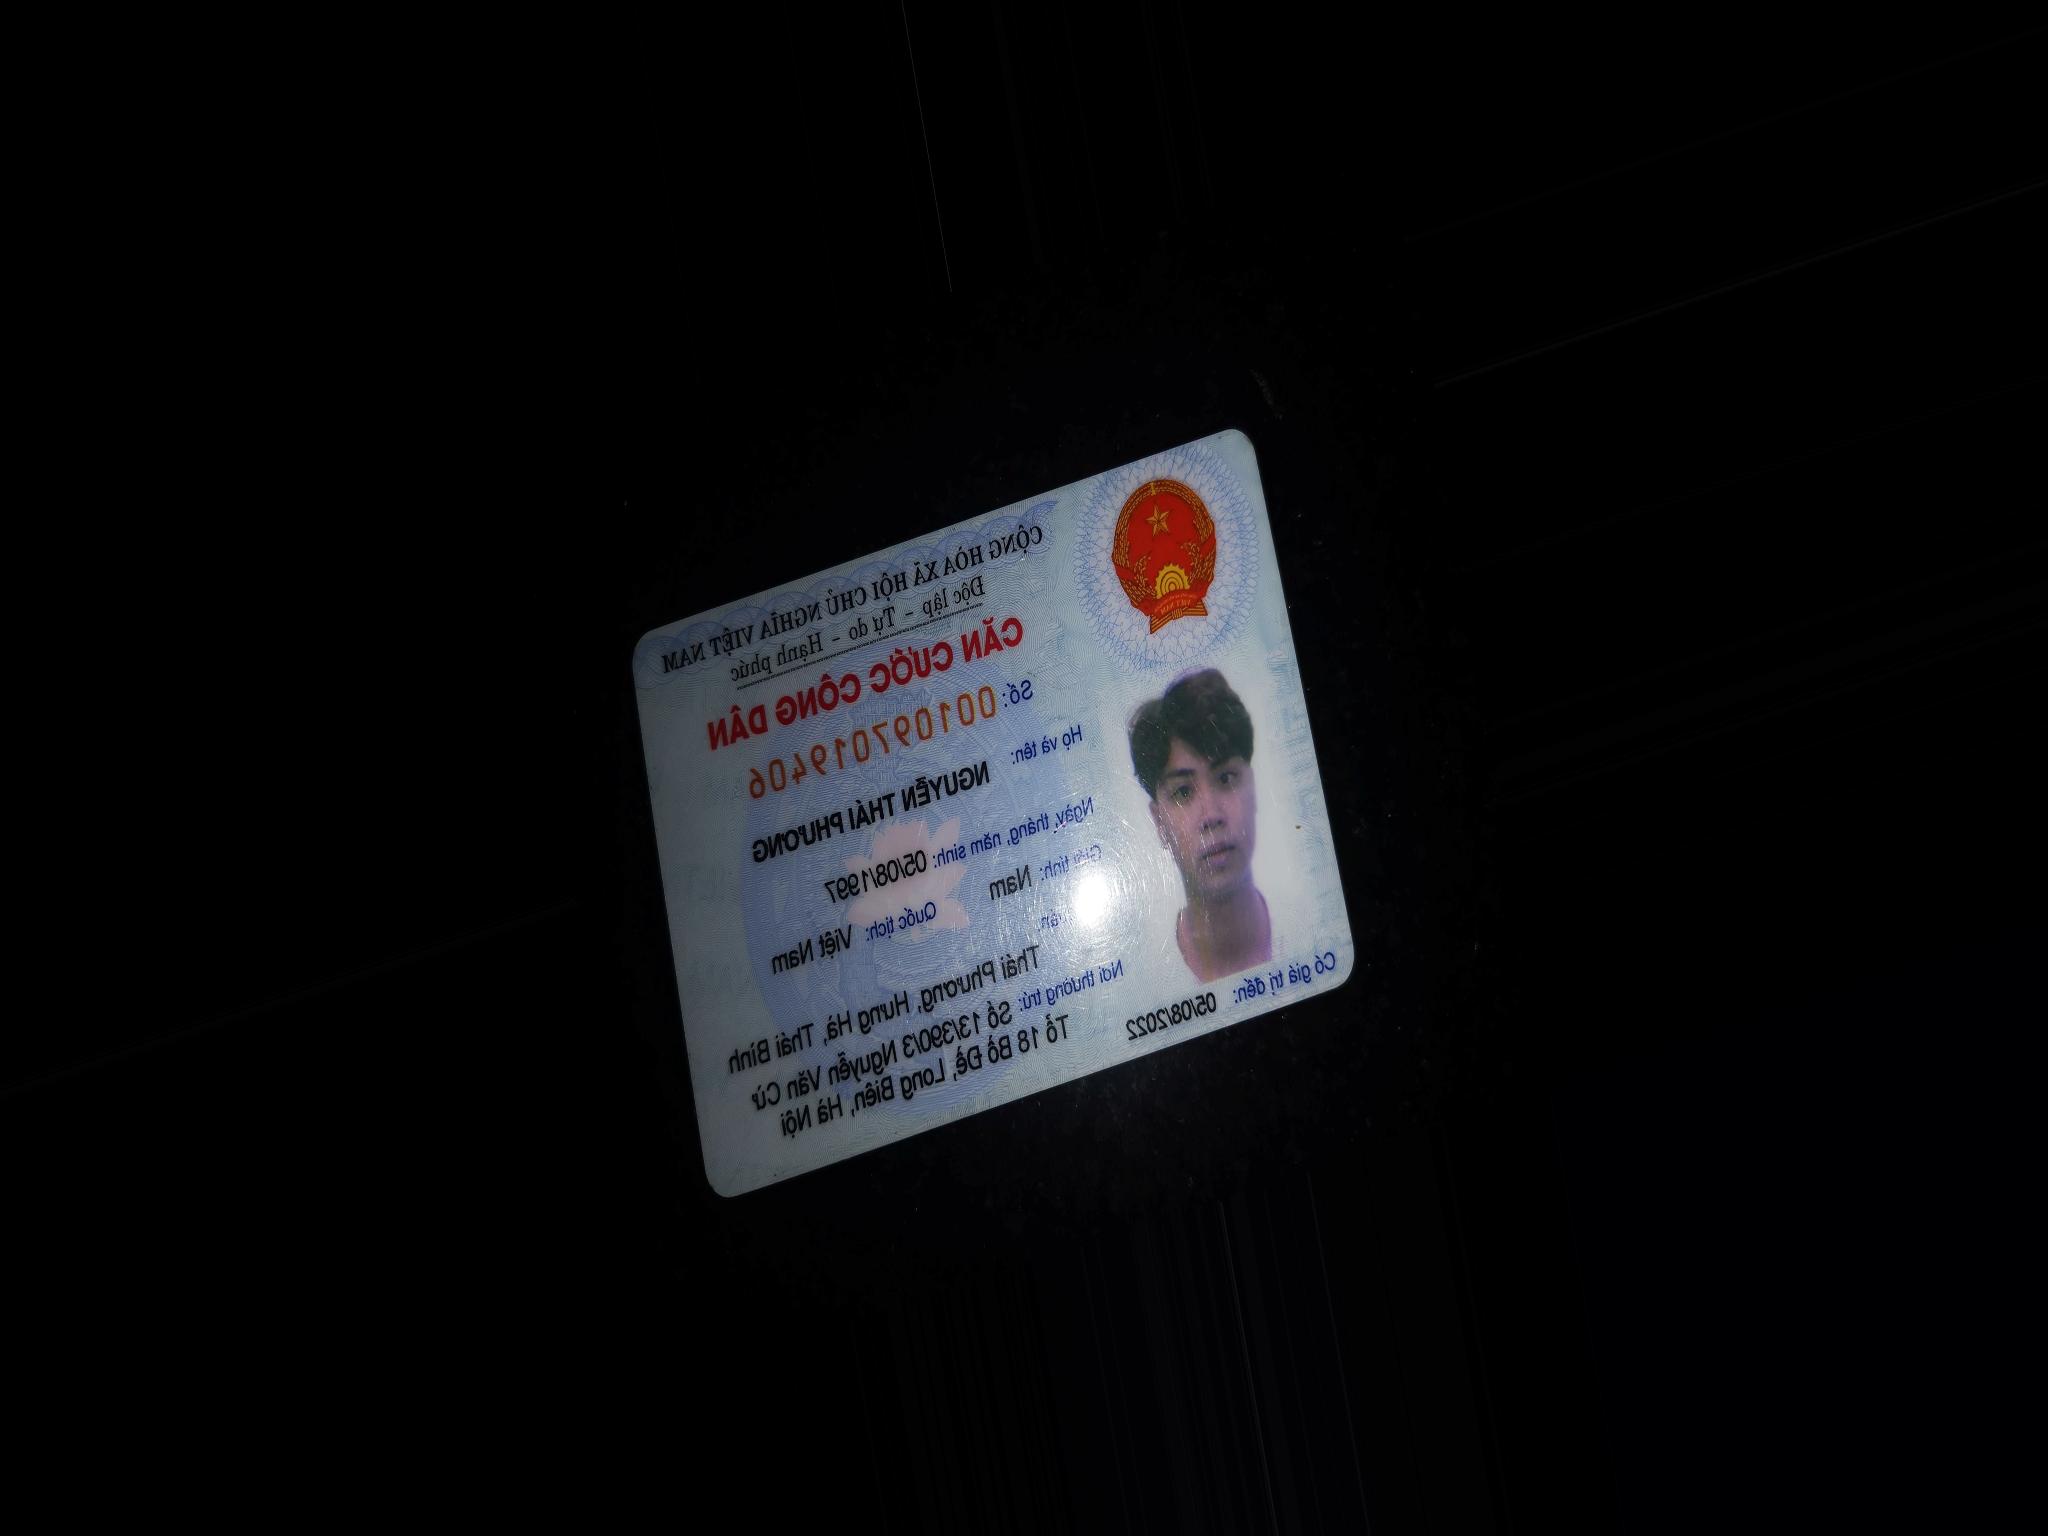 CỘNG HÒA XÃ HỘI CHỦ NGHĨA VIỆT NAM
Độc lập - Tự do - Hạnh phúc
CĂN CƯỚC CÔNG DÂN
Số: 001097019406
Họ và tên:
NGUYỄN THÁI PHƯƠNG
Ngày, tháng, năm sinh: 05/08/1997
Giới tính: Nam Quốc tịch: Việt Nam
Thái Phương, Hưng Hà, Thái Bình
Nơi thường trú: Số 13/390/3 Nguyễn Văn Cừ
Tổ 18 Bồ Đề, Long Biên, Hà Nội
Có giá trị đến: 05/08/2022